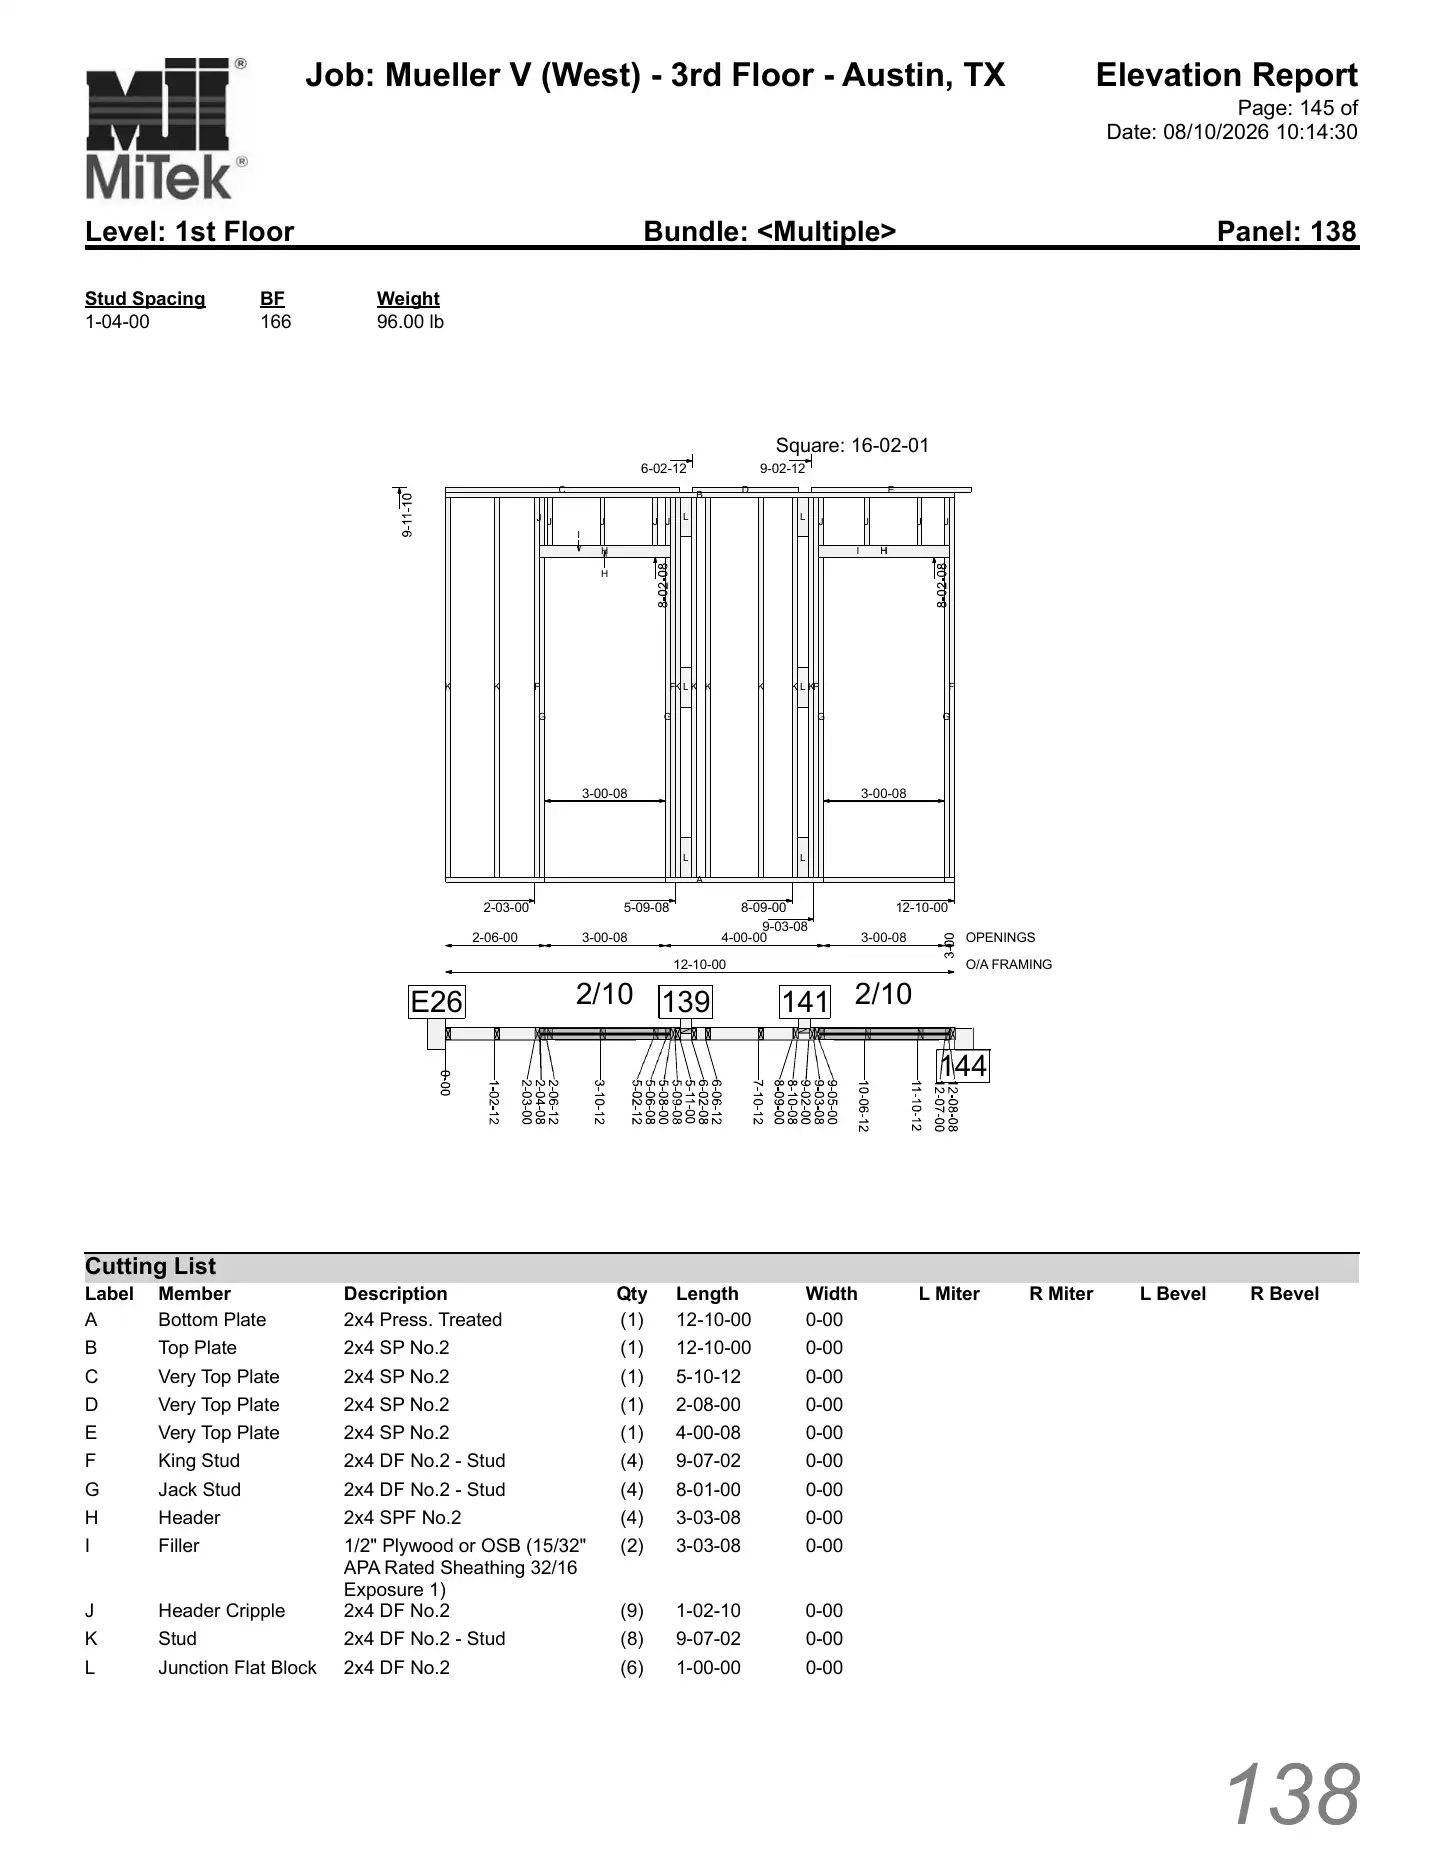 Job: Mueller V (West) - 3rd Floor - Austin, TX
Elevation Report
Page: 145 of
Date: 08/10/2026 10:14:30
MiTek®
Level: 1st Floor Bundle: <Multiple> Panel: 138
Stud Spacing BF Weight
1-04-00 166 96.00 lb
Square: 16-02-01
6-02-12 9-02-12
C B D E
9-11-10
J J J J J L L J J J J
I H I H
H
8-02-08 8-02-08
K K F F K L K K K K L K F F
G G G G
3-00-08 3-00-08
L L
A
2-03-00 5-09-08 8-09-00 12-10-00
9-03-08
2-06-00 3-00-08 4-00-00 3-00-08 3-00 OPENINGS
12-10-00 O/A FRAMING
E26 2/10 139 141 2/10
144
0-00 1-02-12 2-03-00 2-04-08 2-06-12 3-10-12 5-02-12 5-06-08 5-08-00 5-09-08 5-11-00 6-02-08 6-06-12 7-10-12 8-09-00 8-10-08 9-02-00 9-03-08 9-05-00 10-06-12 11-10-12 12-07-00 12-08-08
Cutting List
Label Member Description Qty Length Width L Miter R Miter L Bevel R Bevel
A Bottom Plate 2x4 Press. Treated (1) 12-10-00 0-00
B Top Plate 2x4 SP No.2 (1) 12-10-00 0-00
C Very Top Plate 2x4 SP No.2 (1) 5-10-12 0-00
D Very Top Plate 2x4 SP No.2 (1) 2-08-00 0-00
E Very Top Plate 2x4 SP No.2 (1) 4-00-08 0-00
F King Stud 2x4 DF No.2 - Stud (4) 9-07-02 0-00
G Jack Stud 2x4 DF No.2 - Stud (4) 8-01-00 0-00
H Header 2x4 SPF No.2 (4) 3-03-08 0-00
I Filler 1/2" Plywood or OSB (15/32" (2) 3-03-08 0-00
APA Rated Sheathing 32/16
Exposure 1)
J Header Cripple 2x4 DF No.2 (9) 1-02-10 0-00
K Stud 2x4 DF No.2 - Stud (8) 9-07-02 0-00
L Junction Flat Block 2x4 DF No.2 (6) 1-00-00 0-00
138